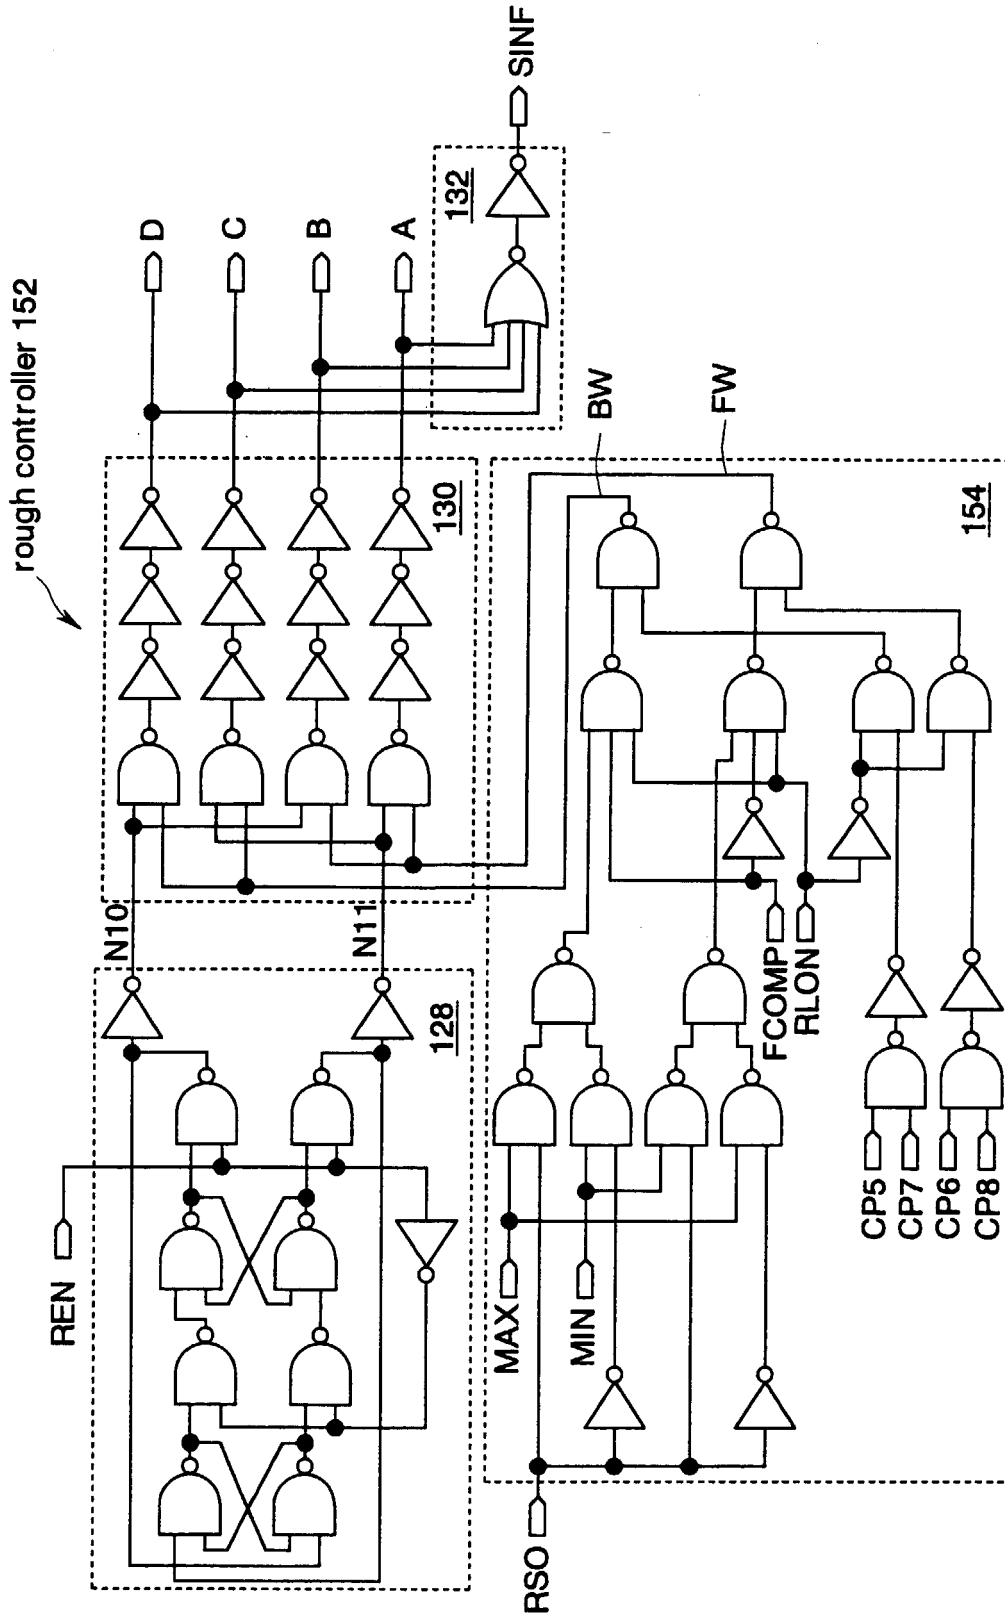 rough controller 152
REN
N10
N11
128
130
D
C
B
A
132
SINF
BW
FW
154
RSO
MAX
MIN
FCOMP
RLON
CP5
CP7
CP6
CP8